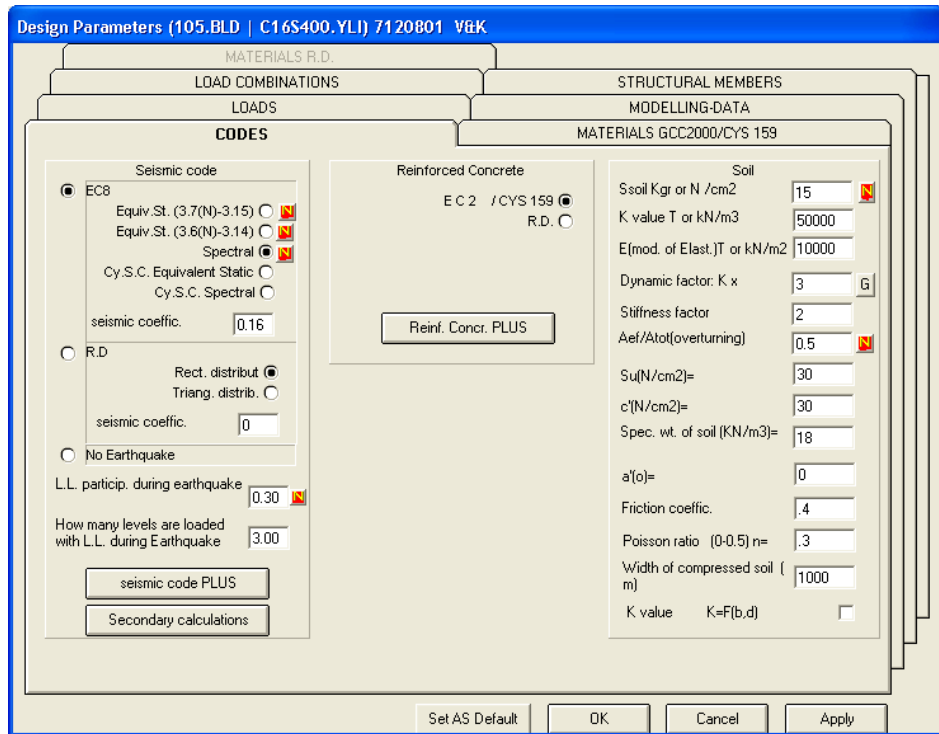 Design Parameters (105.BLD | C16S400.YLI) 7120801 V&K
MATERIALS R.D.
LOAD COMBINATIONS
STRUCTURAL MEMBERS
LOADS
MODELLING-DATA
CODES
MATERIALS GCC2000/CYS 159
Seismic code
EC8
Equiv.St. (3.7(N)-3.15) N
Equiv.St. (3.6(N)-3.14) N
Spectral N
Cy.S.C. Equivalent Static
Cy.S.C. Spectral
seismic coeffic. 0.16
R.D
Rect. distribut
Triang. distrib.
seismic coeffic. 0
No Earthquake
L.L. particip. during earthquake 0.30 N
How many levels are loaded
with L.L. during Earthquake 3.00
seismic code PLUS
Secondary calculations
Reinforced Concrete
E C 2 / CYS 159
R.D.
Reinf. Concr. PLUS
Soil
Ssoil Kgr or N /cm2 15 N
K value T or kN/m3 50000
E(mod. of Elast.)T or kN/m2 10000
Dynamic factor: K x 3 G
Stiffness factor 2
Aef/Atot(overturning) 0.5 N
Su(N/cm2)= 30
c'(N/cm2)= 30
Spec. wt. of soil (KN/m3)= 18
a'(o)= 0
Friction coeffic. .4
Poisson ratio (0-0.5) n= .3
Width of compressed soil (
m) 1000
K value K=F(b,d)
Set AS Default
OK
Cancel
Apply